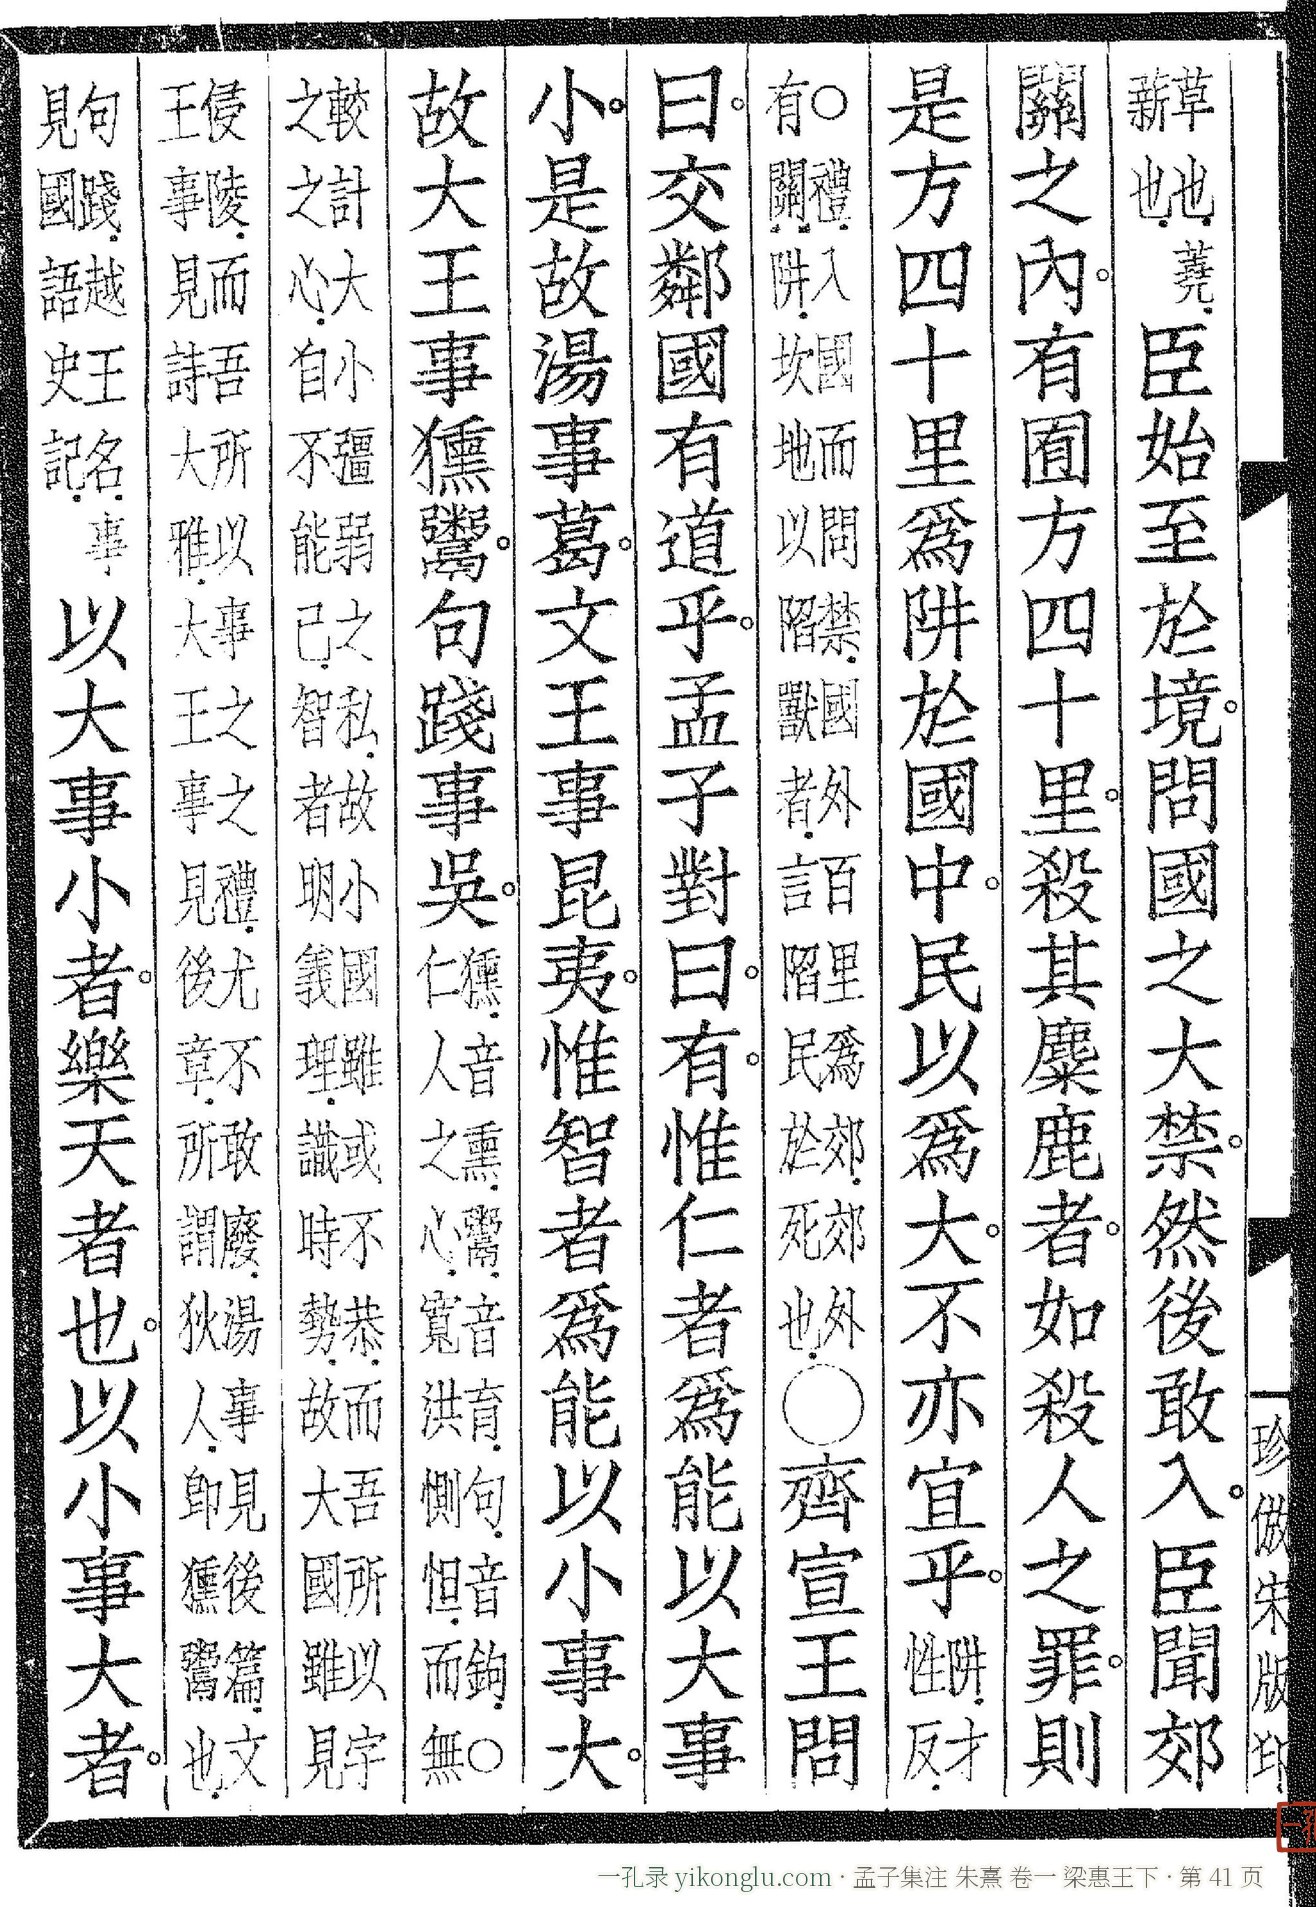 草也.蕘.薪也.臣始至於境。問國之大禁。然後敢入。臣聞郊
關之內。有囿方四十里。殺其麋鹿者。如殺人之罪。則
是方四十里爲阱於國中。民以爲大。不亦宜乎。阱.才性反.
○禮.入國而問禁.國外百里爲郊.郊外有關.阱.坎地以陷獸者.言陷民於死也.○齊宣王問
曰。交鄰國有道乎。孟子對曰。有。惟仁者爲能以大事
小。是故湯事葛。文王事昆夷。惟智者爲能以小事大。
故大王事獯鬻。句踐事吳。獯.音熏.鬻.音育.句.音鉤.○仁人之心.寬洪惻怛.而無
較計大小彊弱之私.故小國雖或不恭.而吾所以字之之心.自不能已.智者明義理.識時勢.故大國雖見
侵陵.而吾所以事之之禮.尤不敢廢.湯事見後篇.文王事見詩大雅.大王事見後章.所謂狄人.卽獯鬻也.
句踐.越王名.事見國語史記.以大事小者。樂天者也。以小事大者。
珍倣宋版印
一孔录 yikonglu.com · 孟子集注 朱熹 卷一 梁惠王下 · 第 41 页